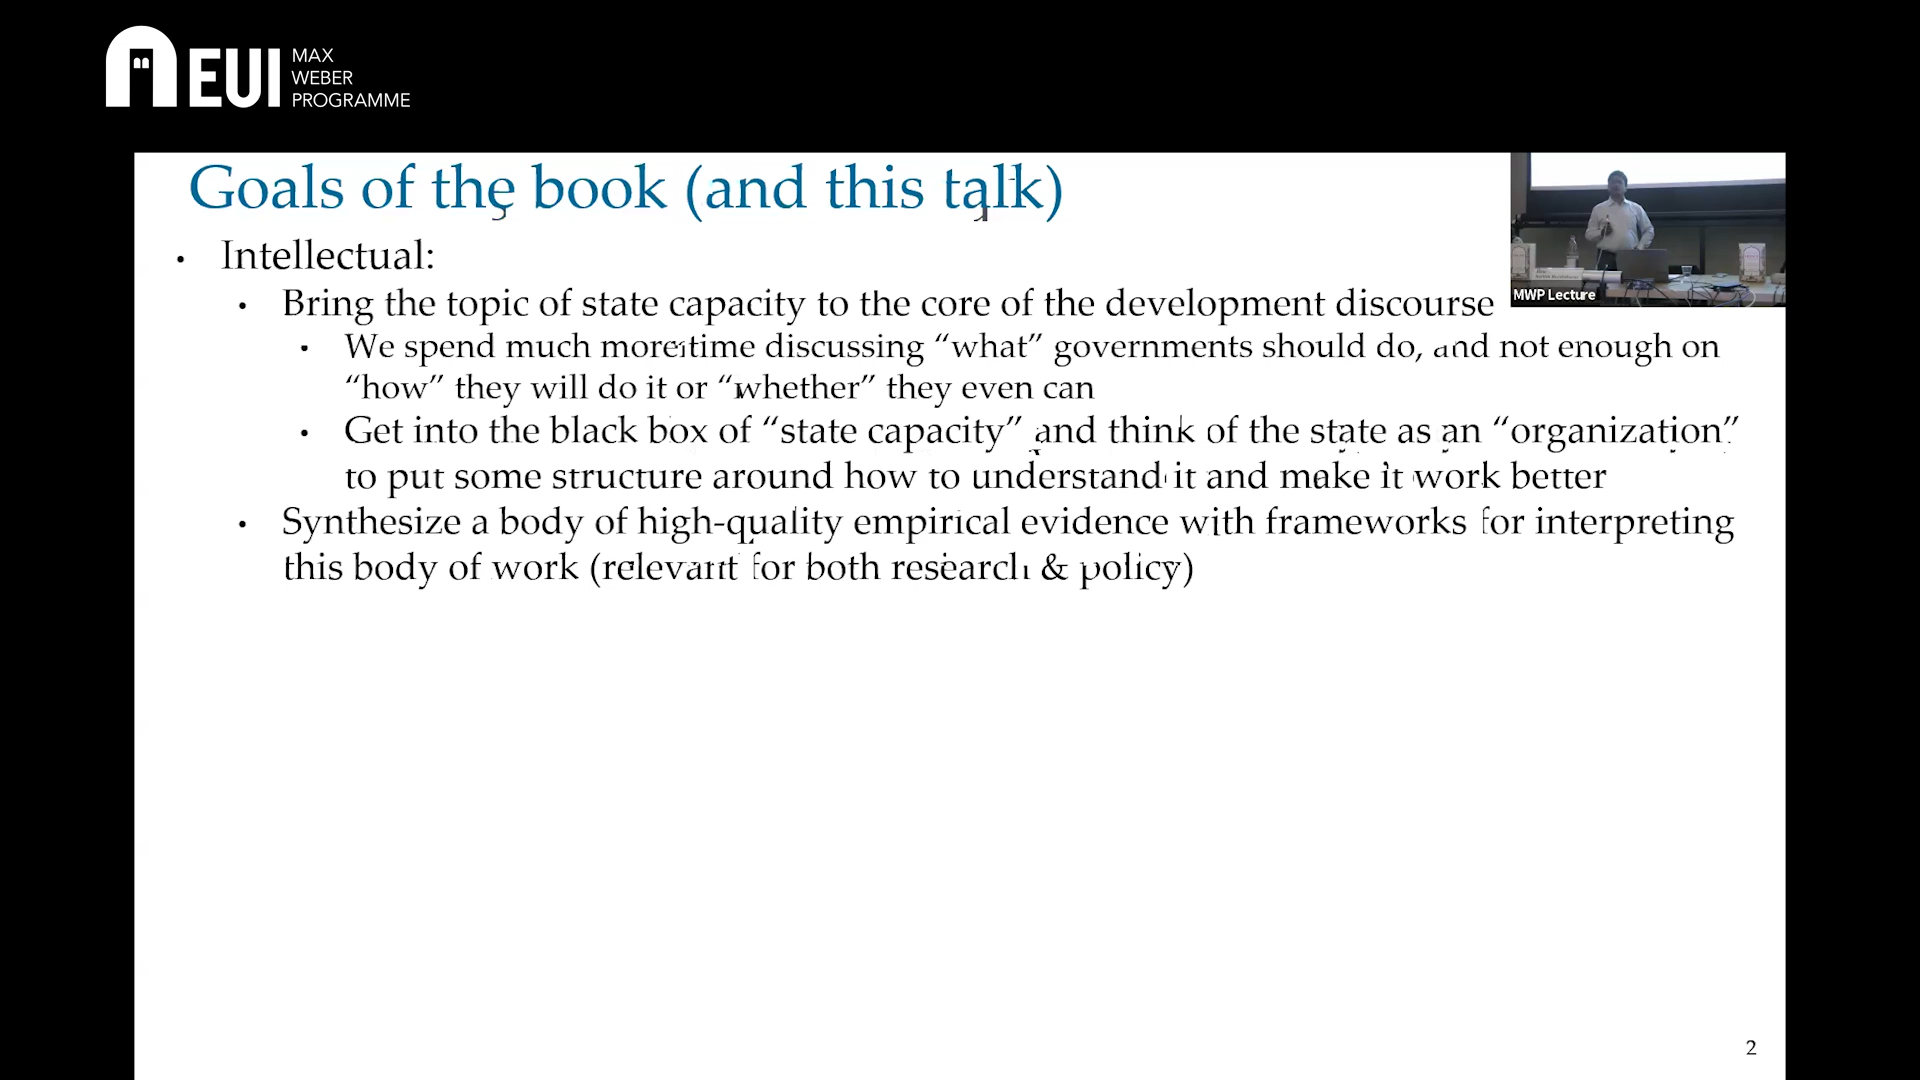 EUI
MAX
WEBER
PROGRAMME
Goals of the book (and this talk)
• Intellectual:
• Bring the topic of state capacity to the core of the development discourse
• We spend much more time discussing “what” governments should do, and not enough on
“how” they will do it or “whether” they even can
• Get into the black box of “state capacity” and think of the state as an “organization”
to put some structure around how to understand it and make it work better
• Synthesize a body of high-quality empirical evidence with frameworks for interpreting
this body of work (relevant for both research & policy)
MWP Lecture
2